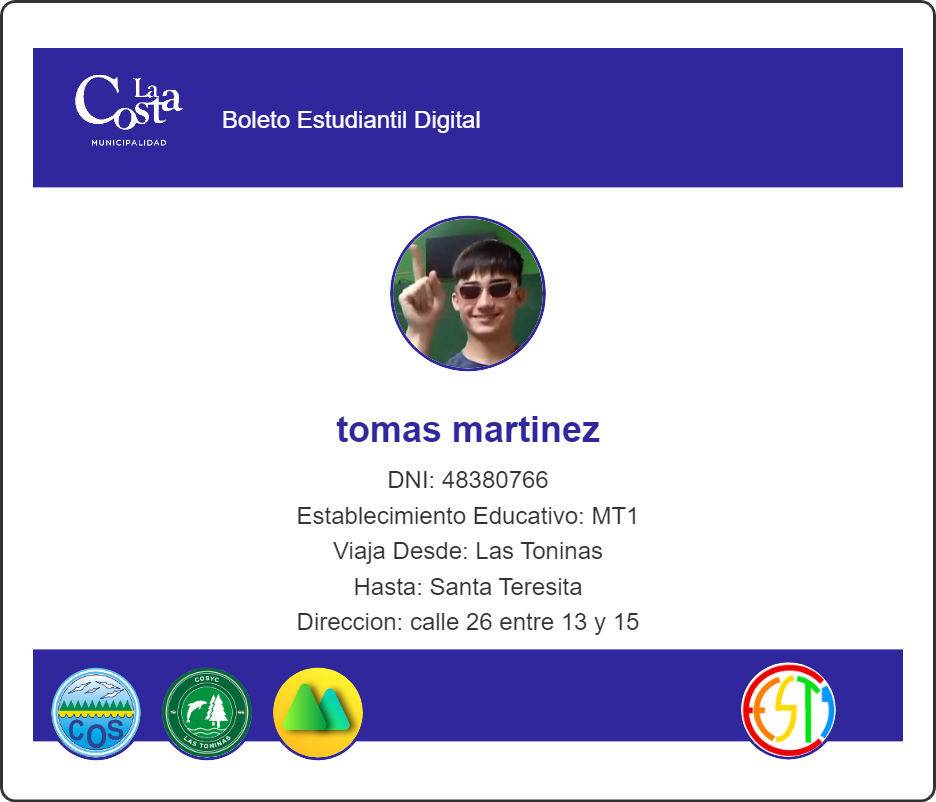 La
Costa
MUNICIPALIDAD
Boleto Estudiantil Digital
tomas martinez
DNI: 48380766
Establecimiento Educativo: MT1
Viaja Desde: Las Toninas
Hasta: Santa Teresita
Direccion: calle 26 entre 13 y 15
COS
COSYC
LAS TONINAS
EST1